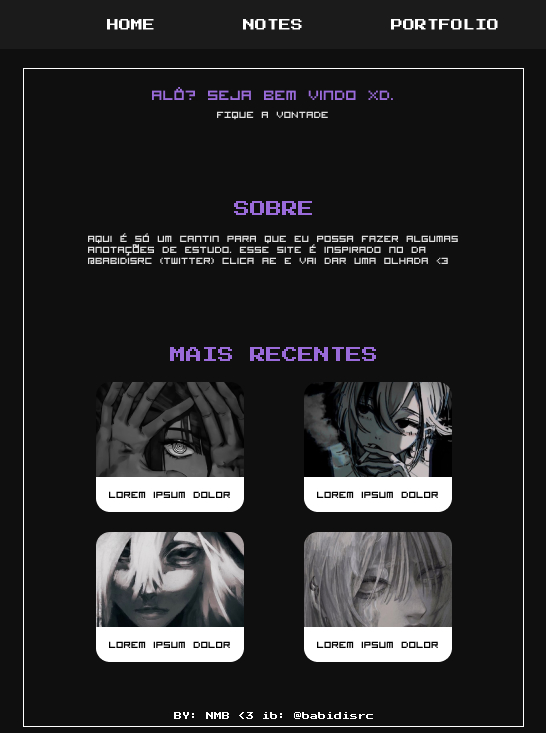 HOME NOTES PORTFOLIO
ALÔ? SEJA BEM VINDO XD.
FIQUE A VONTADE
SOBRE
AQUI É SÓ UM CANTIN PARA QUE EU POSSA FAZER ALGUMAS
ANOTAÇÕES DE ESTUDO. ESSE SITE É INSPIRADO NO DA
@BABIDISRC (TWITTER) CLICA AE E VAI DAR UMA OLHADA <3
MAIS RECENTES
LOREM IPSUM DOLOR LOREM IPSUM DOLOR
LOREM IPSUM DOLOR LOREM IPSUM DOLOR
BY: NMB <3 ib: @babidisrc